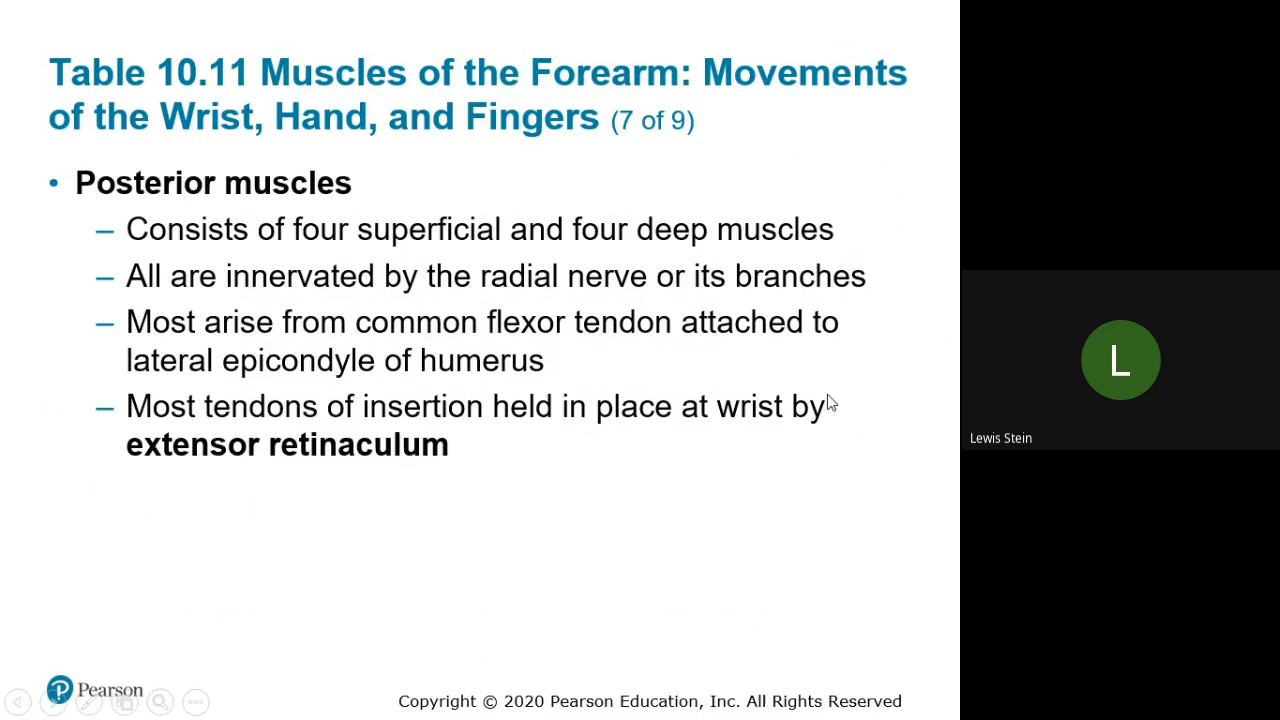 Table 10.11 Muscles of the Forearm: Movements
of the Wrist, Hand, and Fingers (7 of 9)
• Posterior muscles
– Consists of four superficial and four deep muscles
– All are innervated by the radial nerve or its branches
– Most arise from common flexor tendon attached to
lateral epicondyle of humerus
– Most tendons of insertion held in place at wrist by
extensor retinaculum
L
Lewis Stein
Pearson
Copyright © 2020 Pearson Education, Inc. All Rights Reserved